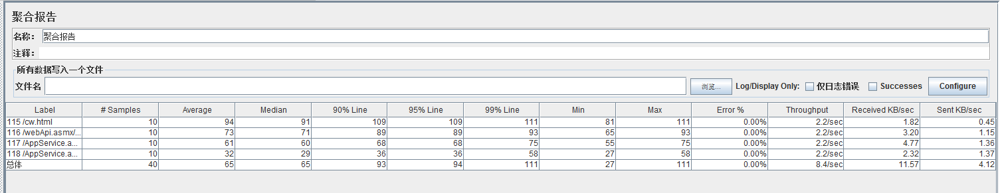 聚合报告
名称： 聚合报告
注释：
所有数据写入一个文件
文件名 浏览... Log/Display Only: 仅日志错误 Successes Configure
Label # Samples Average Median 90% Line 95% Line 99% Line Min Max Error % Throughput Received KB/sec Sent KB/sec
115 /cw.html 10 94 91 109 109 111 81 111 0.00% 2.2/sec 1.82 0.45
116 /webApi.asmx/... 10 73 71 89 89 93 65 93 0.00% 2.2/sec 3.20 1.15
117 /AppService.a... 10 61 60 68 68 75 55 75 0.00% 2.2/sec 4.77 1.36
118 /AppService.a... 10 32 29 36 36 58 27 58 0.00% 2.2/sec 2.32 1.37
总体 40 65 65 93 94 111 27 111 0.00% 8.4/sec 11.57 4.12